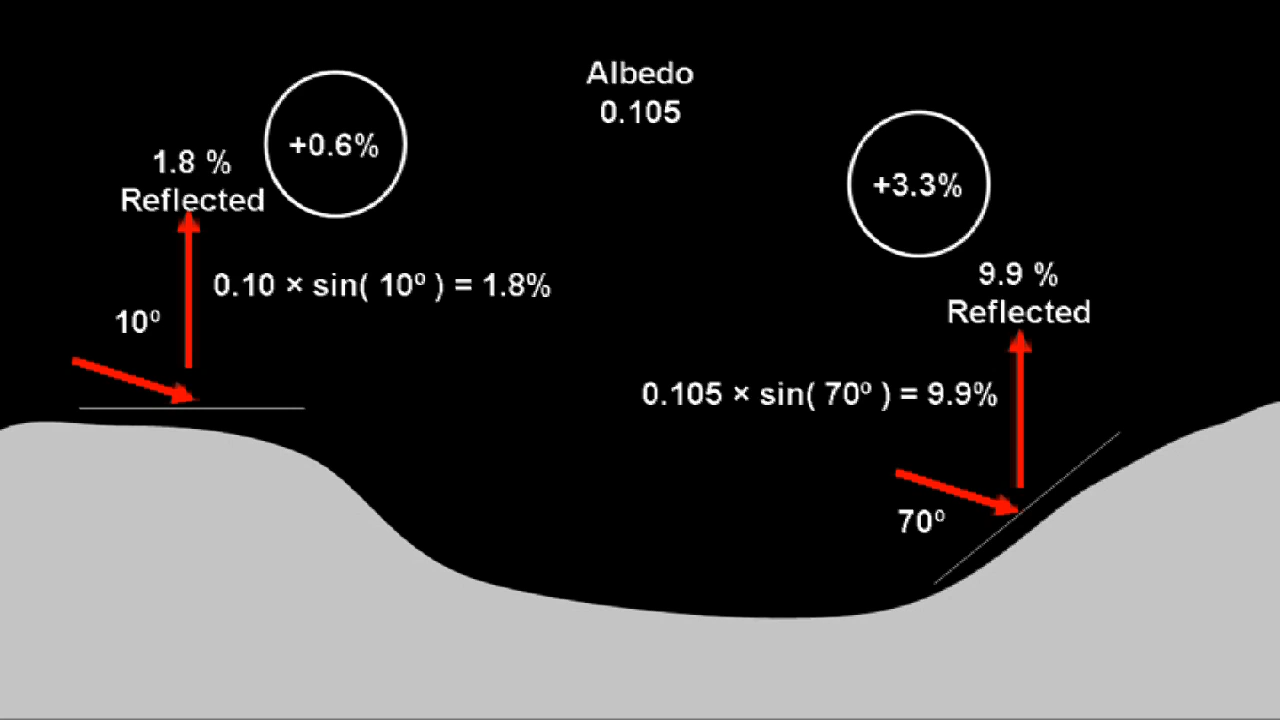 Albedo
0.105
+0.6%
1.8 %
Reflected
0.10 × sin( 10º ) = 1.8%
10º
+3.3%
9.9 %
Reflected
0.105 × sin( 70º ) = 9.9%
70º